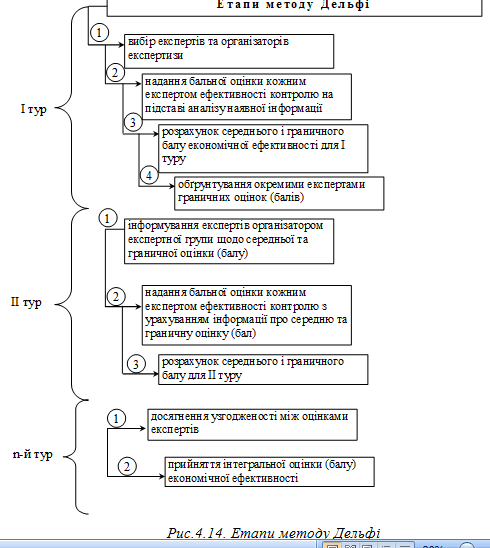 Етапи методу Дельфі
1
вибір експертів та організаторів
експертизи
2
надання бальної оцінки кожним
експертом ефективності контролю на
підставі аналізу наявної інформації
I тур
3
розрахунок середнього і граничного
балу економічної ефективності для I
туру
4
обґрунтування окремими експертами
граничних оцінок (балів)
1
інформування експертів організатором
експертної групи щодо середньої та
граничної оцінки (балу)
II тур
2
надання бальної оцінки кожним
експертом ефективності контролю з
урахуванням інформації про середню та
граничну оцінку (бал)
3
розрахунок середнього і граничного
балу для II туру
1
досягнення узгодженості між оцінками
експертів
n-й тур
2
прийняття інтегральної оцінки (балу)
економічної ефективності
Рис.4.14. Етапи методу Дельфі